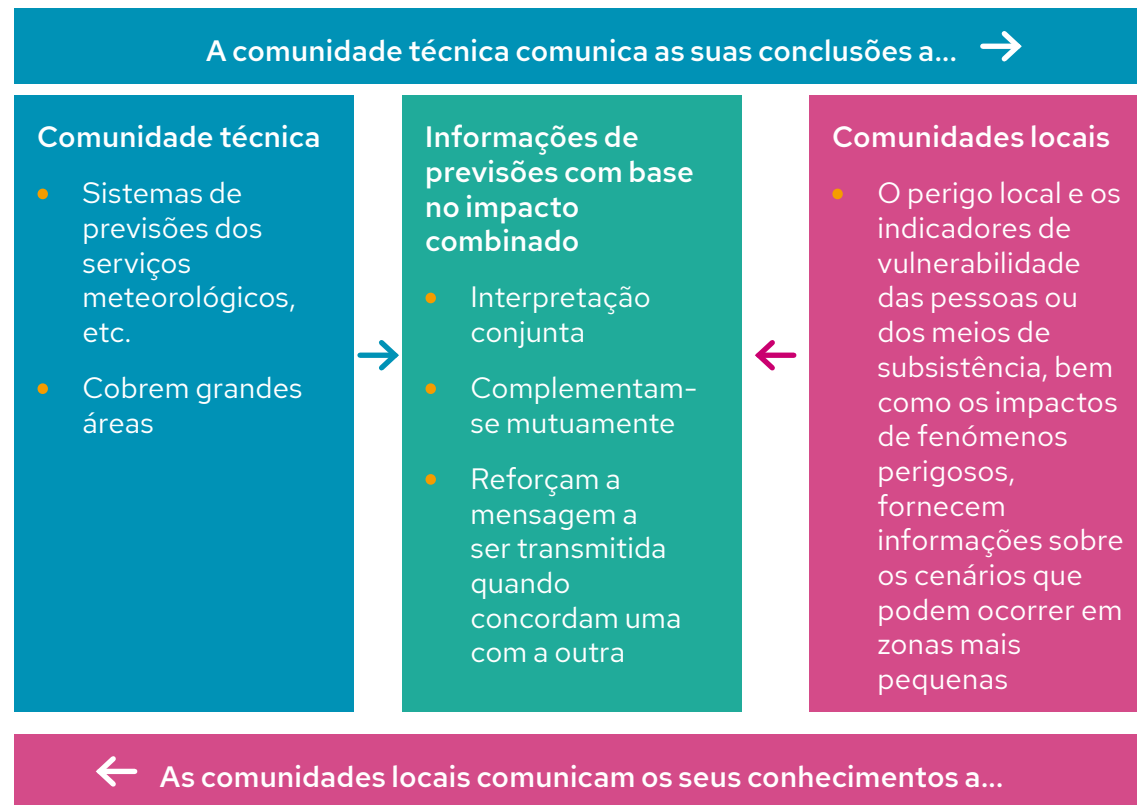 A comunidade técnica comunica as suas conclusões a...
Comunidade técnica
Sistemas de
previsões dos
serviços
meteorológicos,
etc.
Cobrem grandes
áreas
Informações de
previsões com base
no impacto
combinado
Interpretação
conjunta
Complementam-
se mutuamente
Reforçam a
mensagem a
ser transmitida
quando
concordam uma
com a outra
Comunidades locais
O perigo local e os
indicadores de
vulnerabilidade
das pessoas ou
dos meios de
subsistência, bem
como os impactos
de fenómenos
perigosos,
fornecem
informações sobre
os cenários que
podem ocorrer em
zonas mais
pequenas
As comunidades locais comunicam os seus conhecimentos a...